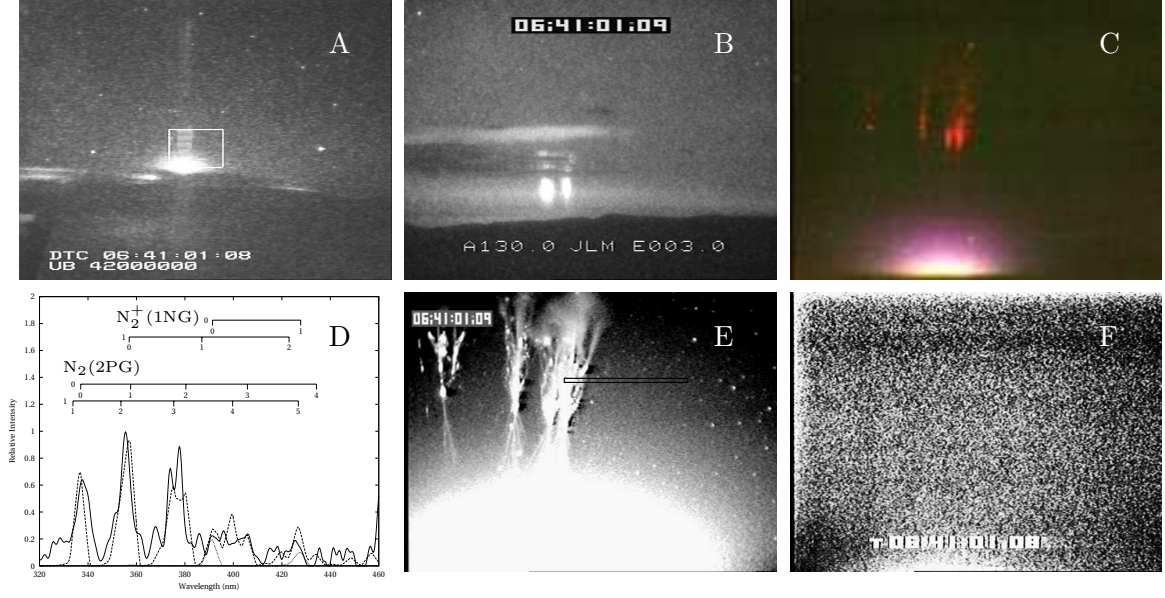 A
DTC 06:41:01:08
UB 42000000
06:41:01:09
B
A130.0 JLM E003.0
C
2
1.8
1.6
1.4
1.2
1
0.8
0.6
0.4
0.2
0
Relative Intensity
N₂⁺(1NG)
0
0 1
1
0 1 2
D
N₂(2PG)
0
0 1 2 3 4
1
1 2 3 4 5
320 340 360 380 400 420 440 460
Wavelength (nm)
06:41:01:09
E
F